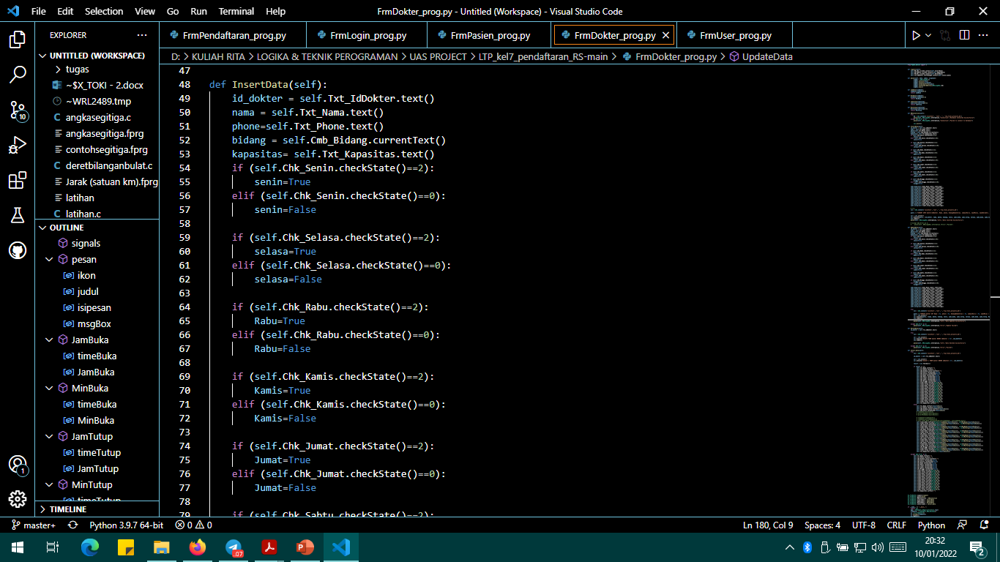 File Edit Selection View Go Run Terminal Help FrmDokter_prog.py - Untitled (Workspace) - Visual Studio Code
EXPLORER
UNTITLED (WORKSPACE)
tugas
~$X_TOKI - 2.docx
~WRL2489.tmp
angkasegitiga.c
angkasegitiga.fprg
contohsegitiga.fprg
deretbilanganbulat.c
Jarak (satuan km).fprg
latihan
latihan.c
OUTLINE
signals
pesan
ikon
judul
isipesan
msgBox
JamBuka
timeBuka
JamBuka
MinBuka
timeBuka
MinBuka
JamTutup
timeTutup
JamTutup
MinTutup
timeTutup
TIMELINE
10
1
FrmPendaftaran_prog.py FrmLogin_prog.py FrmPasien_prog.py FrmDokter_prog.py FrmUser_prog.py
D: > KULIAH RITA > LOGIKA & TEKNIK PEROGRAMAN > UAS PROJECT > LTP_kel7_pendaftaran_RS-main > FrmDokter_prog.py > UpdateData
47
48 def InsertData(self):
49 id_dokter = self.Txt_IdDokter.text()
50 nama = self.Txt_Nama.text()
51 phone=self.Txt_Phone.text()
52 bidang = self.Cmb_Bidang.currentText()
53 kapasitas= self.Txt_Kapasitas.text()
54 if (self.Chk_Senin.checkState()==2):
55 senin=True
56 elif (self.Chk_Senin.checkState()==0):
57 senin=False
58
59 if (self.Chk_Selasa.checkState()==2):
60 selasa=True
61 elif (self.Chk_Selasa.checkState()==0):
62 selasa=False
63
64 if (self.Chk_Rabu.checkState()==2):
65 Rabu=True
66 elif (self.Chk_Rabu.checkState()==0):
67 Rabu=False
68
69 if (self.Chk_Kamis.checkState()==2):
70 Kamis=True
71 elif (self.Chk_Kamis.checkState()==0):
72 Kamis=False
73
74 if (self.Chk_Jumat.checkState()==2):
75 Jumat=True
76 elif (self.Chk_Jumat.checkState()==0):
77 Jumat=False
78
79 if (self.Chk_Sabtu.checkState()==2):
master+ Python 3.9.7 64-bit 0 0 Ln 180, Col 9 Spaces: 4 UTF-8 CRLF Python
.07
20:32
10/01/2022
2